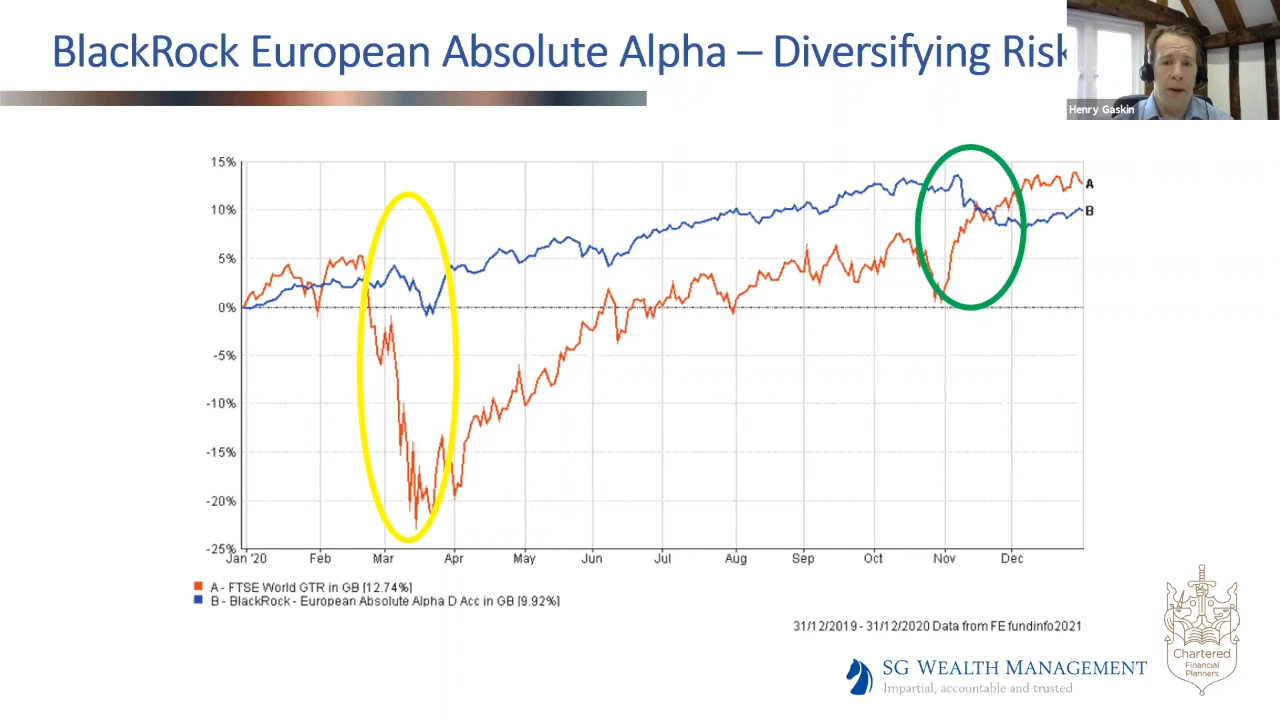 BlackRock European Absolute Alpha – Diversifying Risk
Henry Gaskin
15%
10%
5%
0%
-5%
-10%
-15%
-20%
-25%
A
B
Jan '20 Feb Mar Apr May Jun Jul Aug Sep Oct Nov Dec
A - FTSE World GTR in GB [12.74%]
B - BlackRock - European Absolute Alpha D Acc in GB [9.92%]
31/12/2019 - 31/12/2020 Data from FE fundinfo2021
SG WEALTH MANAGEMENT
Impartial, accountable and trusted
Chartered
Financial
Planners